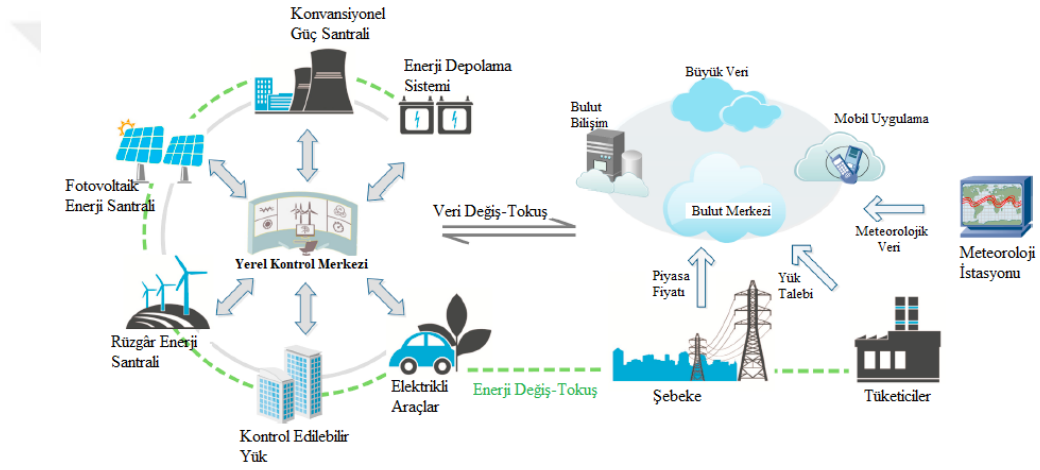 Konvansiyonel
Güç Santrali
Enerji Depolama
Sistemi
Fotovoltaik
Enerji Santrali
Yerel Kontrol Merkezi
Rüzgâr Enerji
Santrali
Kontrol Edilebilir
Yük
Elektrikli
Araçlar
Veri Değiş-Tokuş
Enerji Değiş-Tokuş
Büyük Veri
Bulut
Bilişim
Mobil Uygulama
Bulut Merkezi
Meteorolojik
Veri
Meteoroloji
İstasyonu
Piyasa
Fiyatı
Yük
Talebi
Şebeke
Tüketiciler